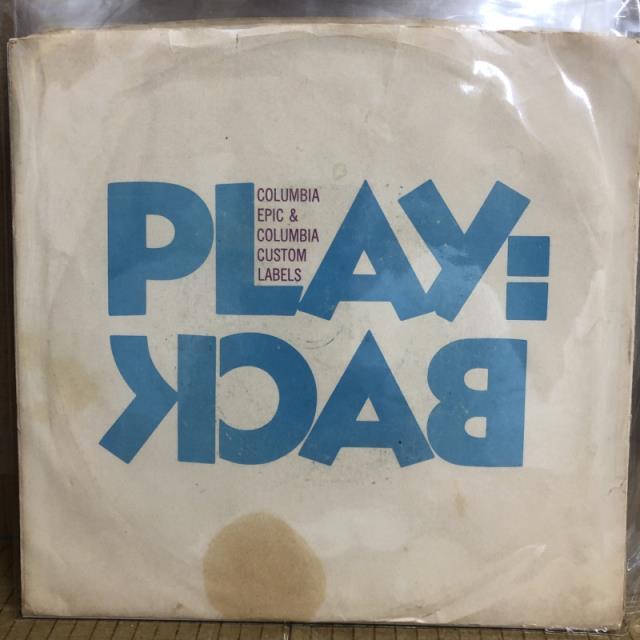 PLAY:
COLUMBIA
EPIC &
COLUMBIA
CUSTOM
LABELS
BACK